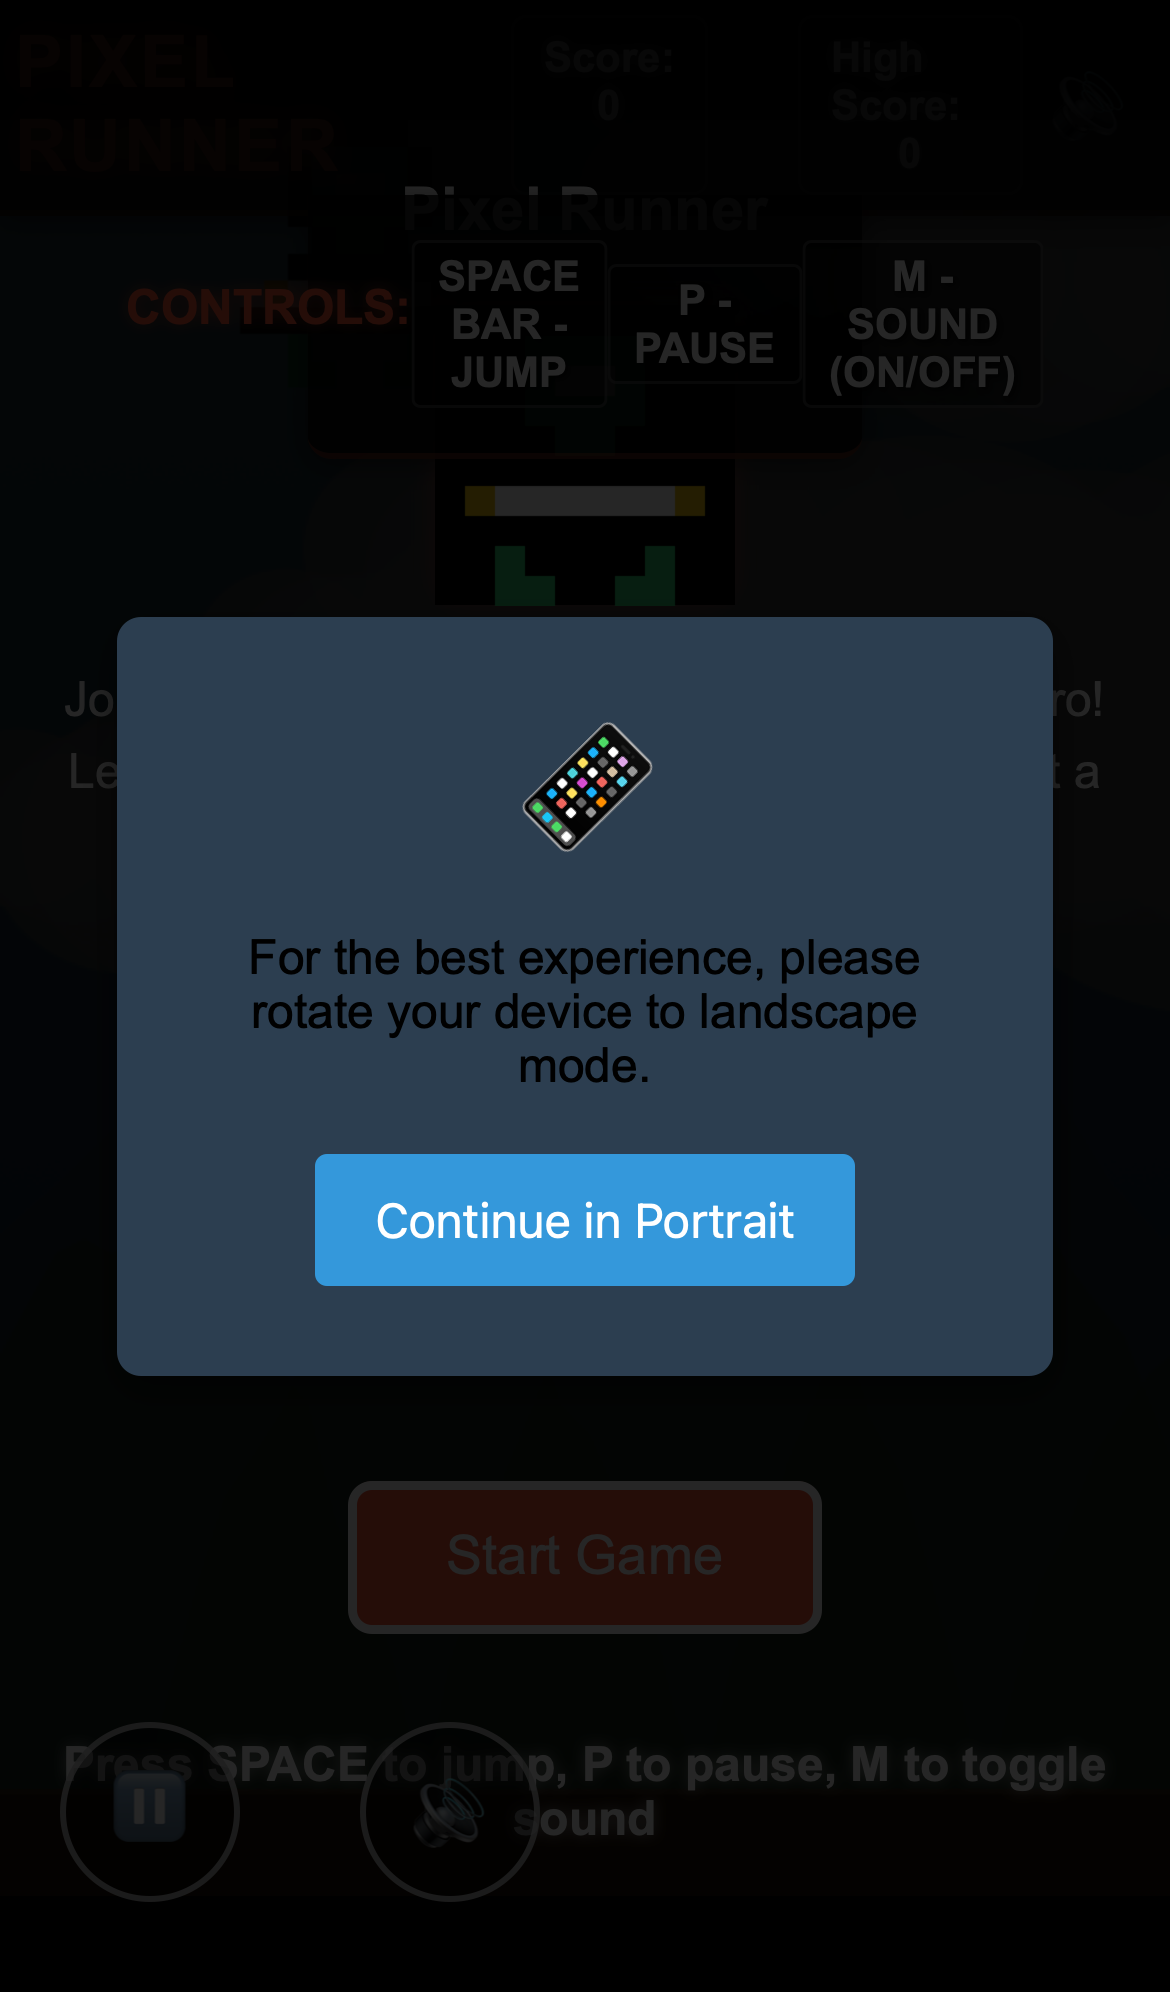 PIXEL
RUNNER
Score:
0
High
Score:
0
Pixel Runner
CONTROLS:
SPACE
BAR -
JUMP
P -
PAUSE
M -
SOUND
(ON/OFF)
Jo
ro!
Le
t a
For the best experience, please
rotate your device to landscape
mode.
Continue in Portrait
Start Game
Press SPACE to jump, P to pause, M to toggle
sound